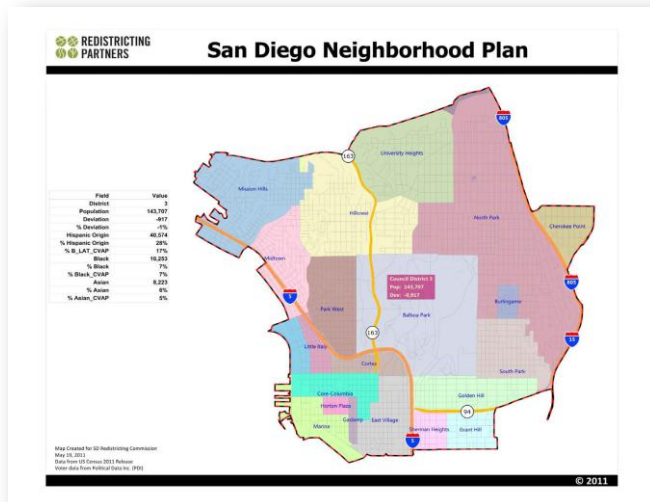 REDISTRICTING
PARTNERS
San Diego Neighborhood Plan
Field Value
District 3
Population 143,707
Deviation -917
% Deviation -1%
Hispanic Origin 40,574
% Hispanic Origin 28%
% B_LAT_CVAP 17%
Black 10,253
% Black 7%
% Black_CVAP 7%
Asian 8,223
% Asian 6%
% Asian_CVAP 5%
805
163
University Heights
Mission Hills
Hillcrest
North Park
Cherokee Point
Midtown
Council District 3
Pop: 143,707
Dev: -0,917
5
805
Park West
Balboa Park
Burlingame
163
15
Little Italy
Cortez
South Park
Core-Columbia
Golden Hill
Horton Plaza
94
Gaslamp
East Village
Marina
Sherman Heights
Grant Hill
5
Map Created for SD Redistricting Commission
May 19, 2011
Data from US Census 2011 Release
Voter data from Political Data Inc. (PDI)
© 2011